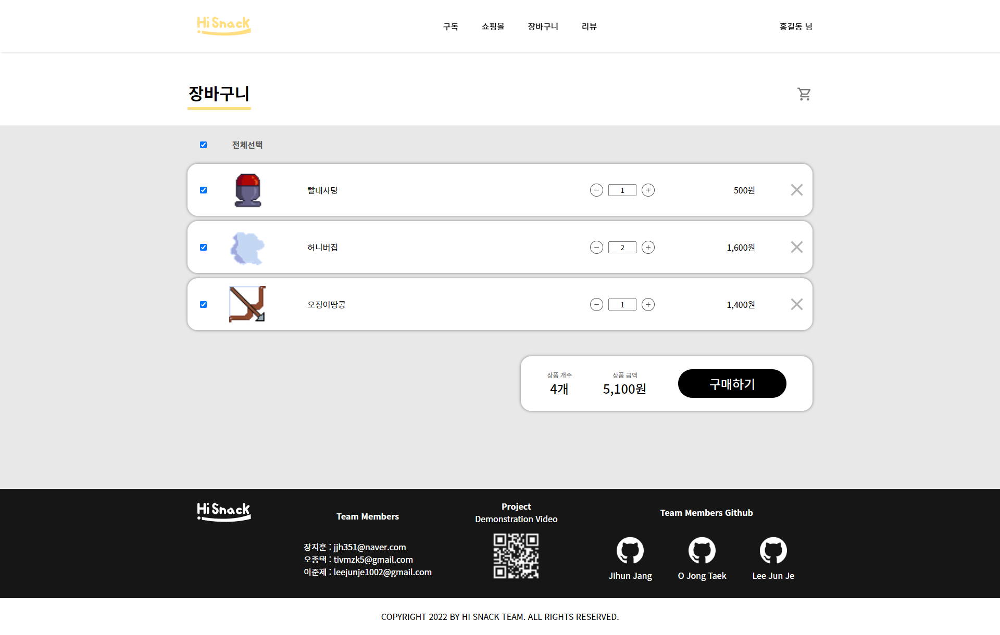 Hi Snack
구독 쇼핑몰 장바구니 리뷰
홍길동 님
장바구니
전체선택
빨대사탕 1 500원
허니버칩 2 1,600원
오징어땅콩 1 1,400원
상품 개수
4개
상품 금액
5,100원
구매하기
Hi Snack
Team Members
장지훈 : jjh351@naver.com
오종택 : tivmzk5@gmail.com
이준제 : leejunje1002@gmail.com
Project
Demonstration Video
Team Members Github
Jihun Jang
O Jong Taek
Lee Jun Je
COPYRIGHT 2022 BY HI SNACK TEAM. ALL RIGHTS RESERVED.